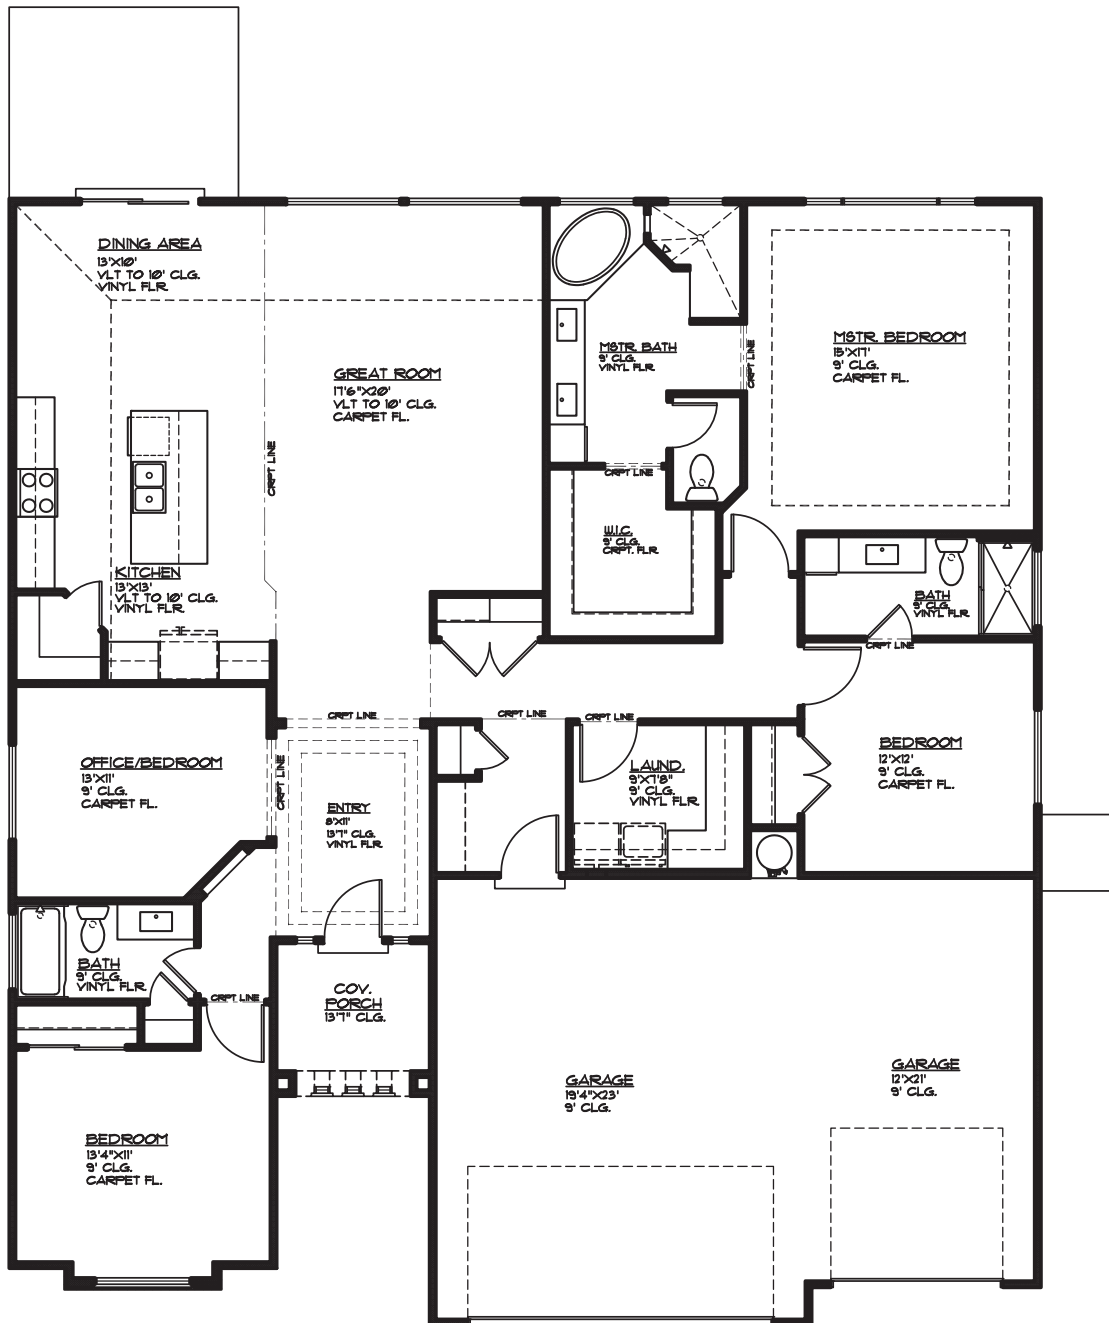 DINING AREA
13'X10'
VLT TO 10' CLG.
VINYL FLR.
GREAT ROOM
17'6"X20'
VLT TO 10' CLG.
CARPET FL.
MSTR. BATH
9' CLG.
VINYL FLR.
CRPT LINE
MSTR. BEDROOM
15'X17'
9' CLG.
CARPET FL.
CRPT LINE
CRPT LINE
W.I.C.
9' CLG.
CRPT. FLR.
KITCHEN
13'X13'
VLT TO 10' CLG.
VINYL FLR.
BATH
9' CLG.
VINYL FLR.
CRPT LINE
CRPT LINE
CRPT LINE
CRPT LINE
OFFICE/BEDROOM
13'X11'
9' CLG.
CARPET FL.
CRPT LINE
ENTRY
8'X11'
13'7" CLG.
VINYL FLR.
LAUND.
9'X7'8"
9' CLG.
VINYL FLR.
BEDROOM
12'X12'
9' CLG.
CARPET FL.
BATH
9' CLG.
VINYL FLR.
CRPT LINE
COV.
PORCH
13'7" CLG.
BEDROOM
13'4"X11'
9' CLG.
CARPET FL.
GARAGE
19'4"X23'
9' CLG.
GARAGE
12'X21'
9' CLG.